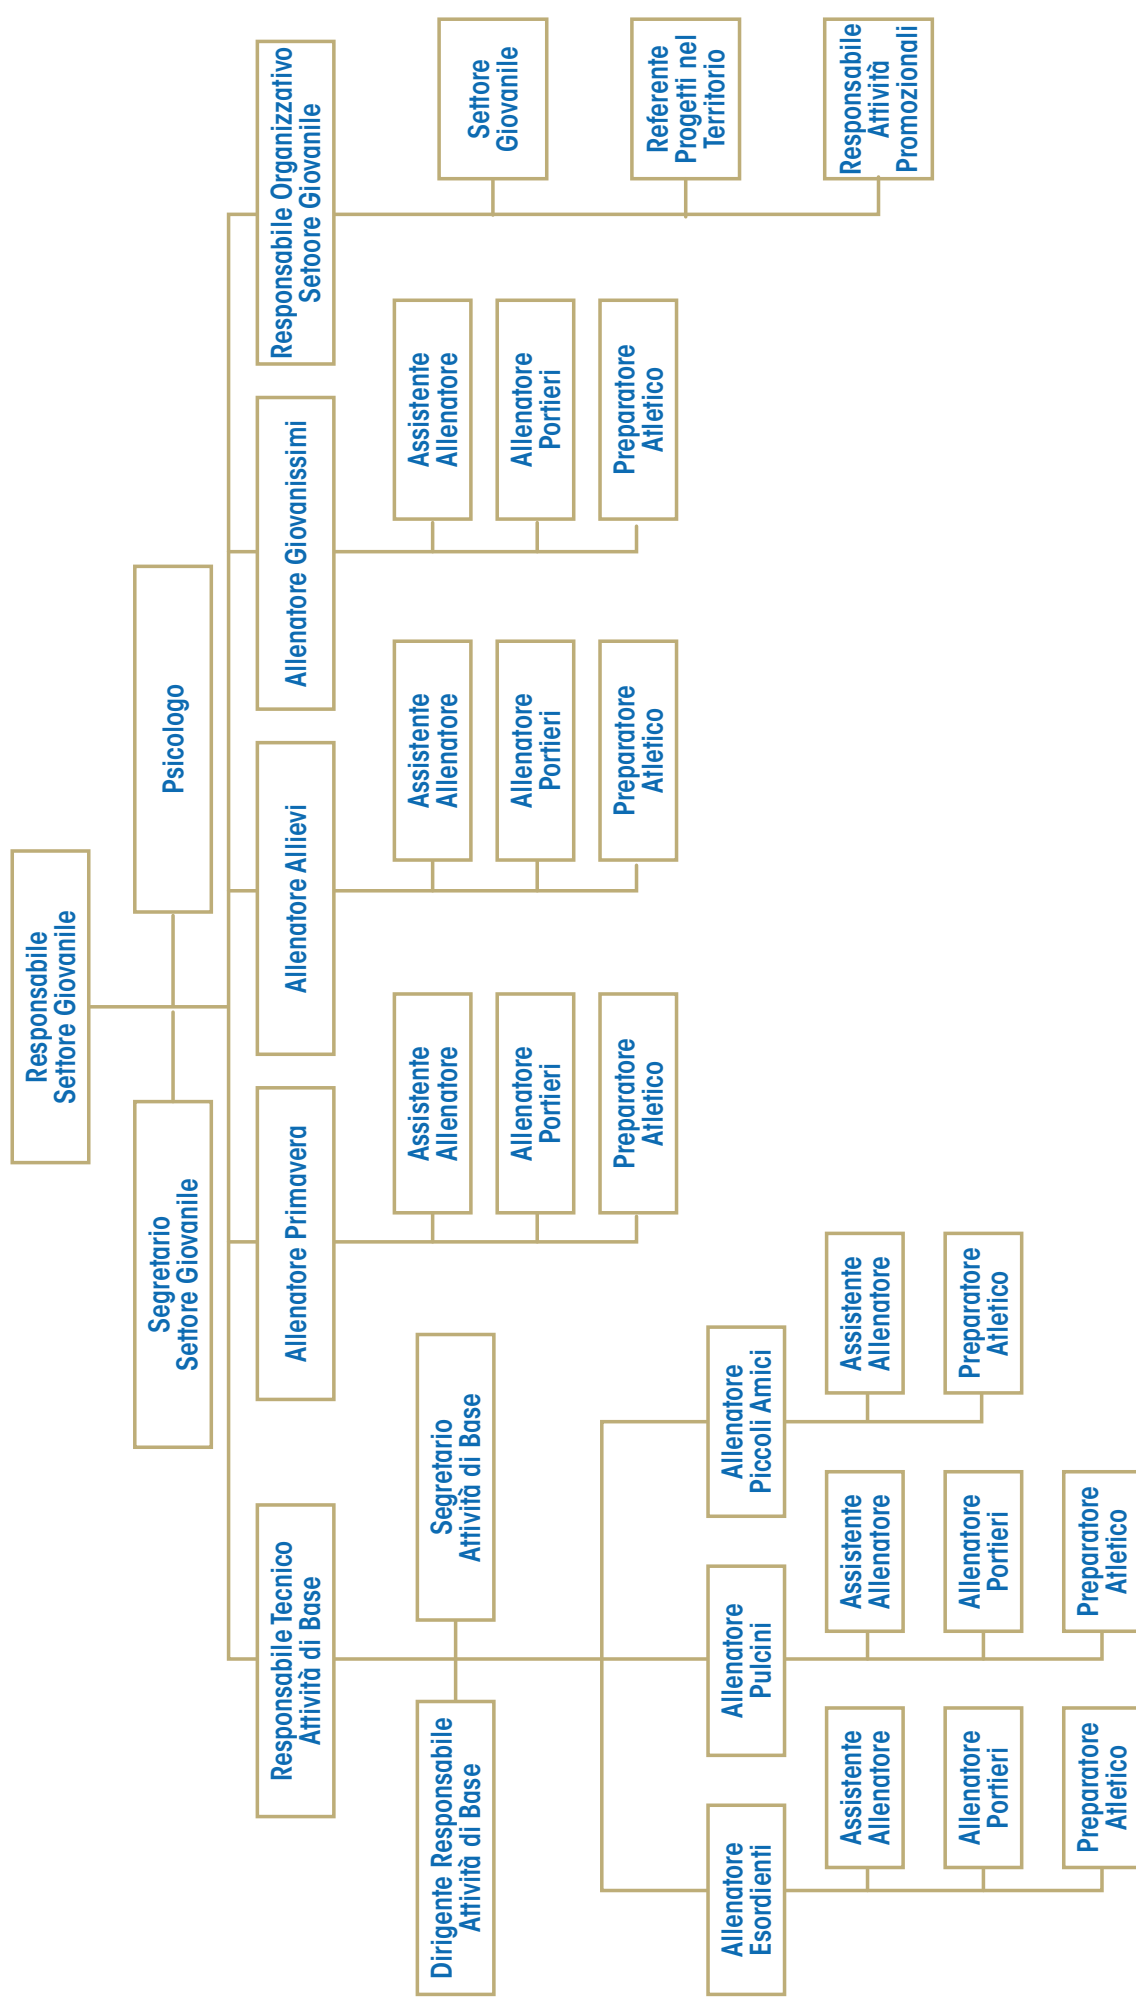 Responsabile
Settore Giovanile
Segretario
Settore Giovanile
Psicologo
Responsabile Tecnico
Attività di Base
Allenatore Primavera
Allenatore Allievi
Allenatore Giovanissimi
Responsabile Organizzativo
Setoore Giovanile
Dirigente Responsabile
Attività di Base
Segretario
Attività di Base
Assistente
Allenatore
Allenatore
Portieri
Preparatore
Atletico
Assistente
Allenatore
Allenatore
Portieri
Preparatore
Atletico
Assistente
Allenatore
Allenatore
Portieri
Preparatore
Atletico
Settore
Giovanile
Referente
Progetti nel
Territorio
Responsabile
Attività
Promozionali
Allenatore
Esordienti
Allenatore
Pulcini
Allenatore
Piccoli Amici
Assistente
Allenatore
Allenatore
Portieri
Preparatore
Atletico
Assistente
Allenatore
Allenatore
Portieri
Preparatore
Atletico
Assistente
Allenatore
Preparatore
Atletico